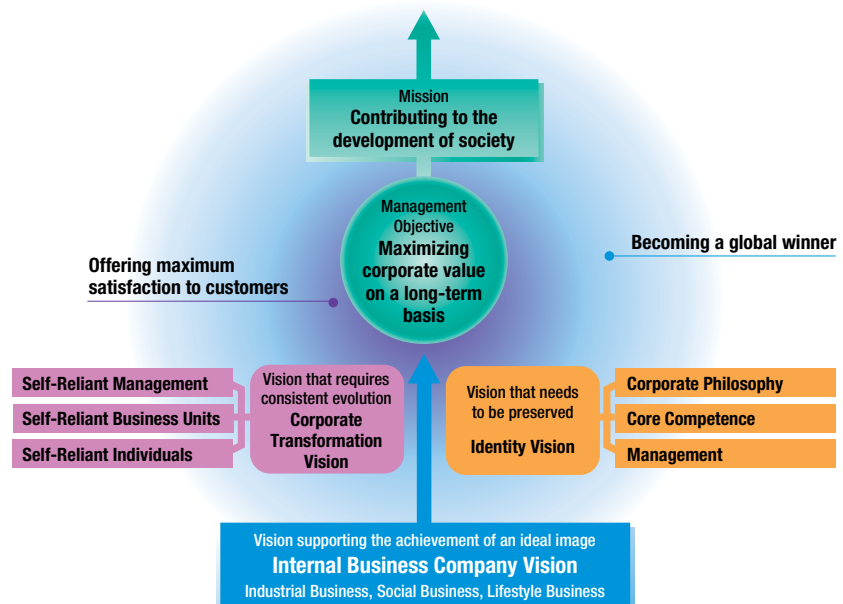 Mission
Contributing to the
development of society
Management
Objective
Maximizing
corporate value
on a long-term
basis
Offering maximum
satisfaction to customers
Becoming a global winner
Self-Reliant Management
Self-Reliant Business Units
Self-Reliant Individuals
Vision that requires
consistent evolution
Corporate
Transformation
Vision
Vision that needs
to be preserved
Identity Vision
Corporate Philosophy
Core Competence
Management
Vision supporting the achievement of an ideal image
Internal Business Company Vision
Industrial Business, Social Business, Lifestyle Business